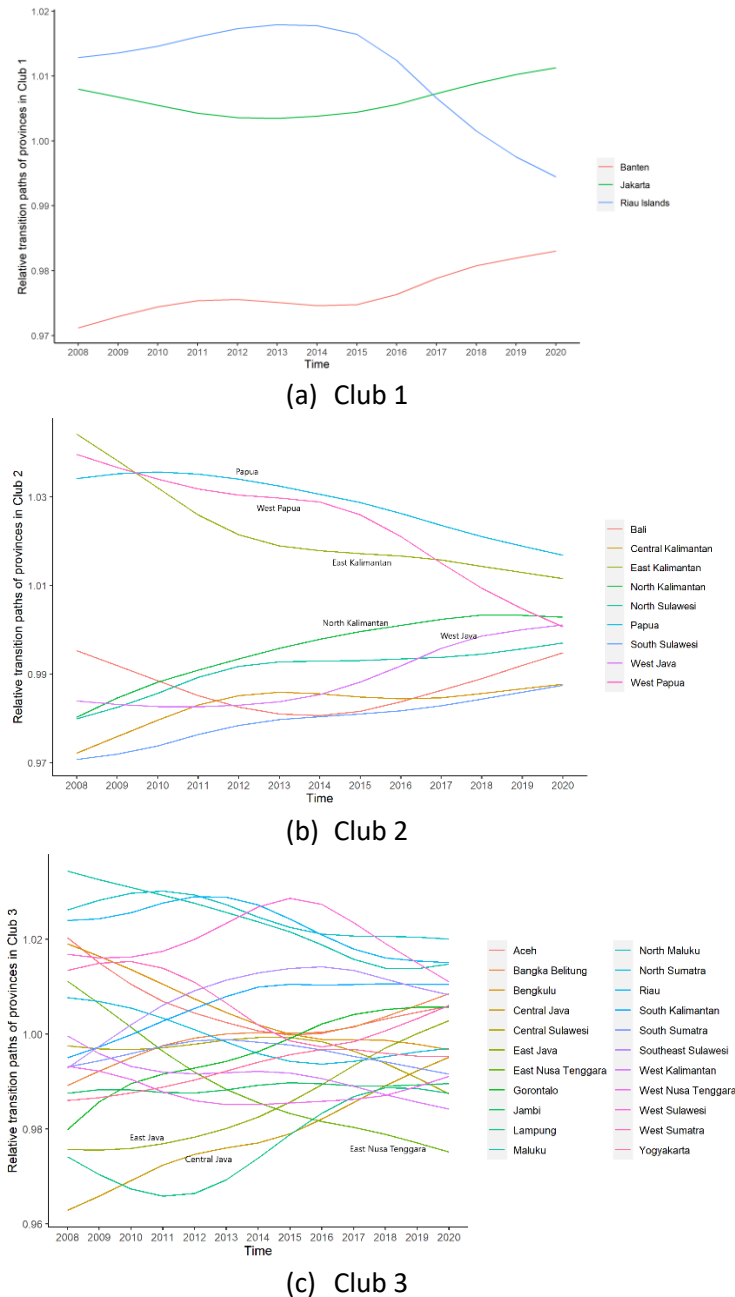 Relative transition paths of provinces in Club 1
1.02
1.01
1.00
0.99
0.98
0.97
2008 2009 2010 2011 2012 2013 2014 2015 2016 2017 2018 2019 2020
Time
Banten
Jakarta
Riau Islands
(a) Club 1
Relative transition paths of provinces in Club 2
1.03
1.01
0.99
0.97
Papua
West Papua
East Kalimantan
North Kalimantan
West Java
2008 2009 2010 2011 2012 2013 2014 2015 2016 2017 2018 2019 2020
Time
Bali
Central Kalimantan
East Kalimantan
North Kalimantan
North Sulawesi
Papua
South Sulawesi
West Java
West Papua
(b) Club 2
Relative transition paths of provinces in Club 3
1.02
1.00
0.98
0.96
East Java
Central Java
East Nusa Tenggara
2008 2009 2010 2011 2012 2013 2014 2015 2016 2017 2018 2019 2020
Time
Aceh
Bangka Belitung
Bengkulu
Central Java
Central Sulawesi
East Java
East Nusa Tenggara
Gorontalo
Jambi
Lampung
Maluku
North Maluku
North Sumatra
Riau
South Kalimantan
South Sumatra
Southeast Sulawesi
West Kalimantan
West Nusa Tenggara
West Sulawesi
West Sumatra
Yogyakarta
(c) Club 3